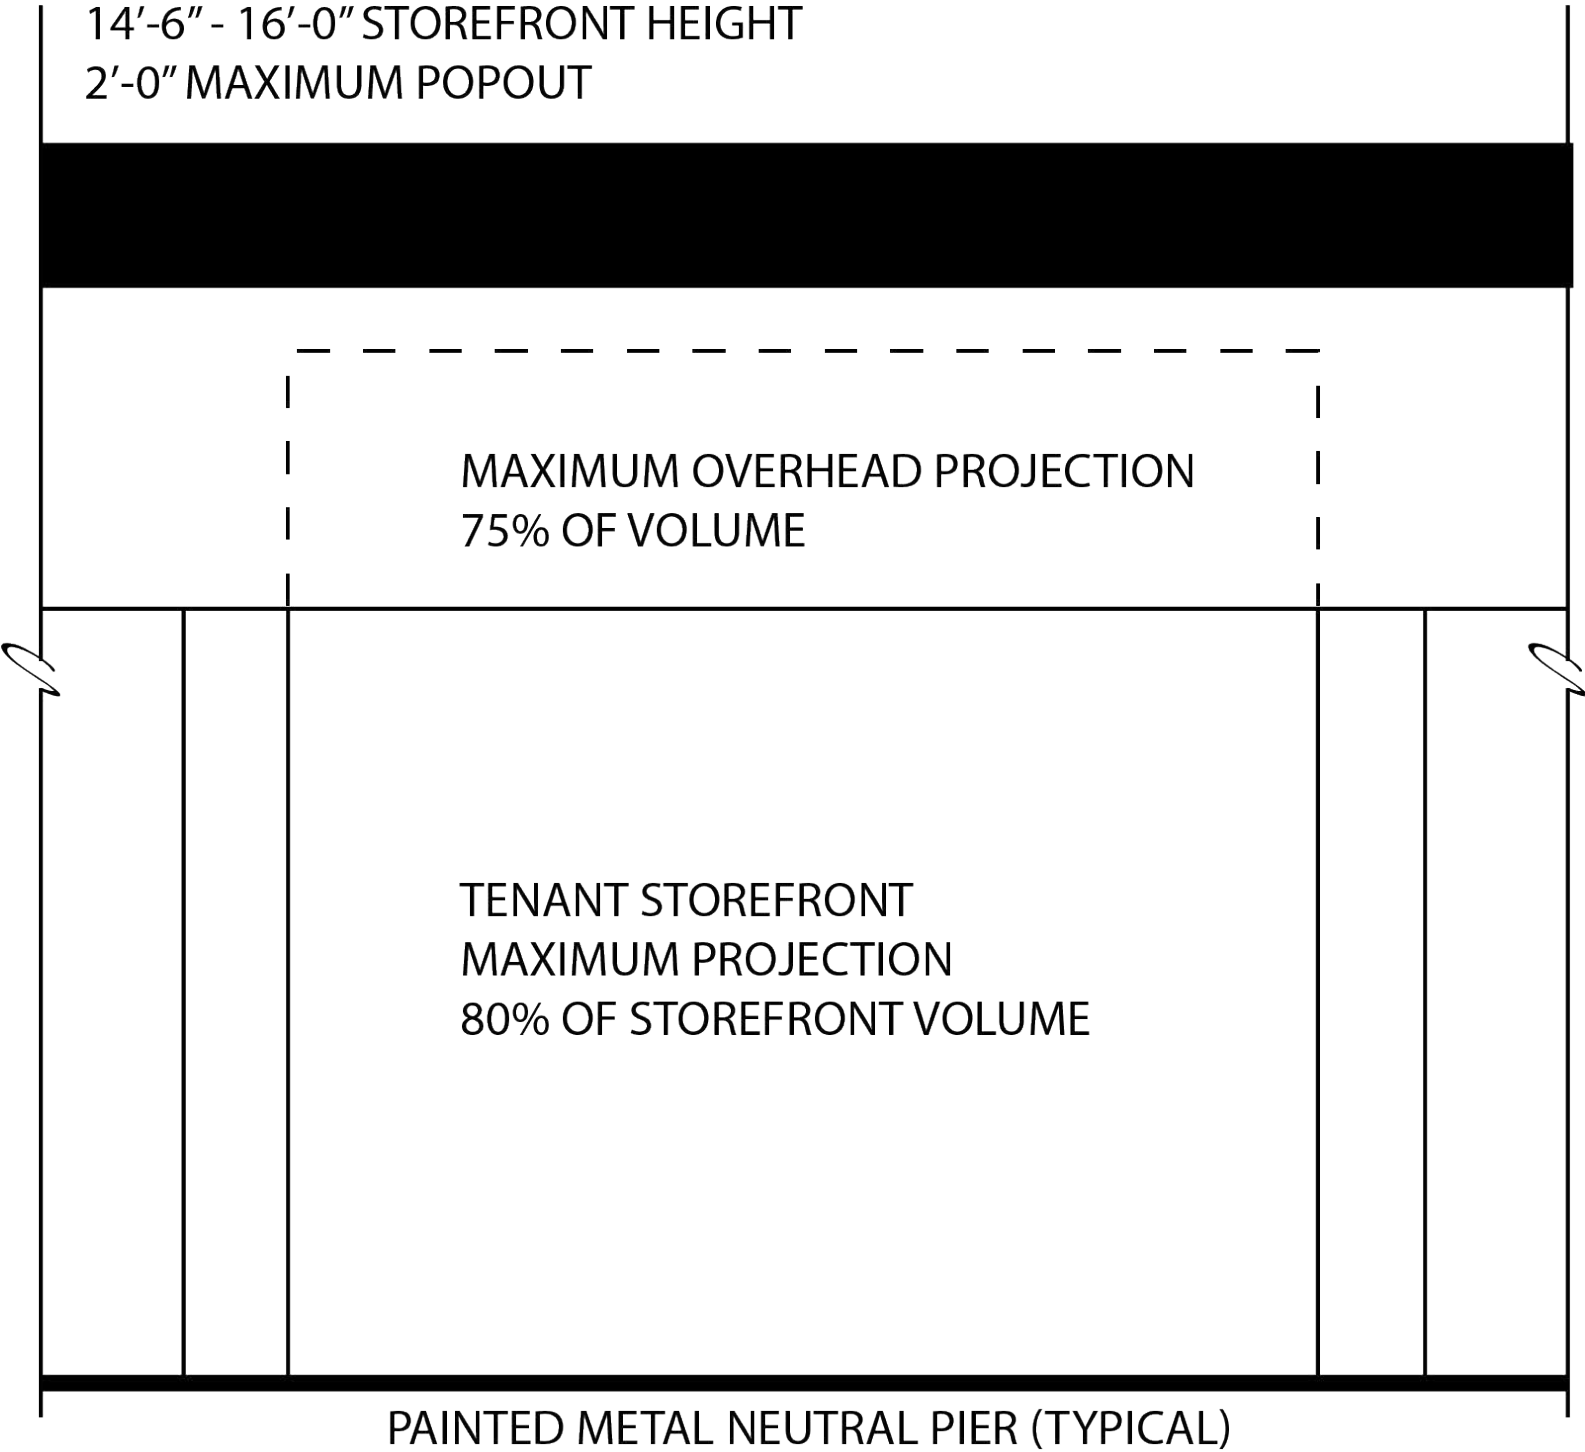 14’-6” - 16’-0” STOREFRONT HEIGHT
2’-0” MAXIMUM POPOUT
MAXIMUM OVERHEAD PROJECTION
75% OF VOLUME
TENANT STOREFRONT
MAXIMUM PROJECTION
80% OF STOREFRONT VOLUME
PAINTED METAL NEUTRAL PIER (TYPICAL)